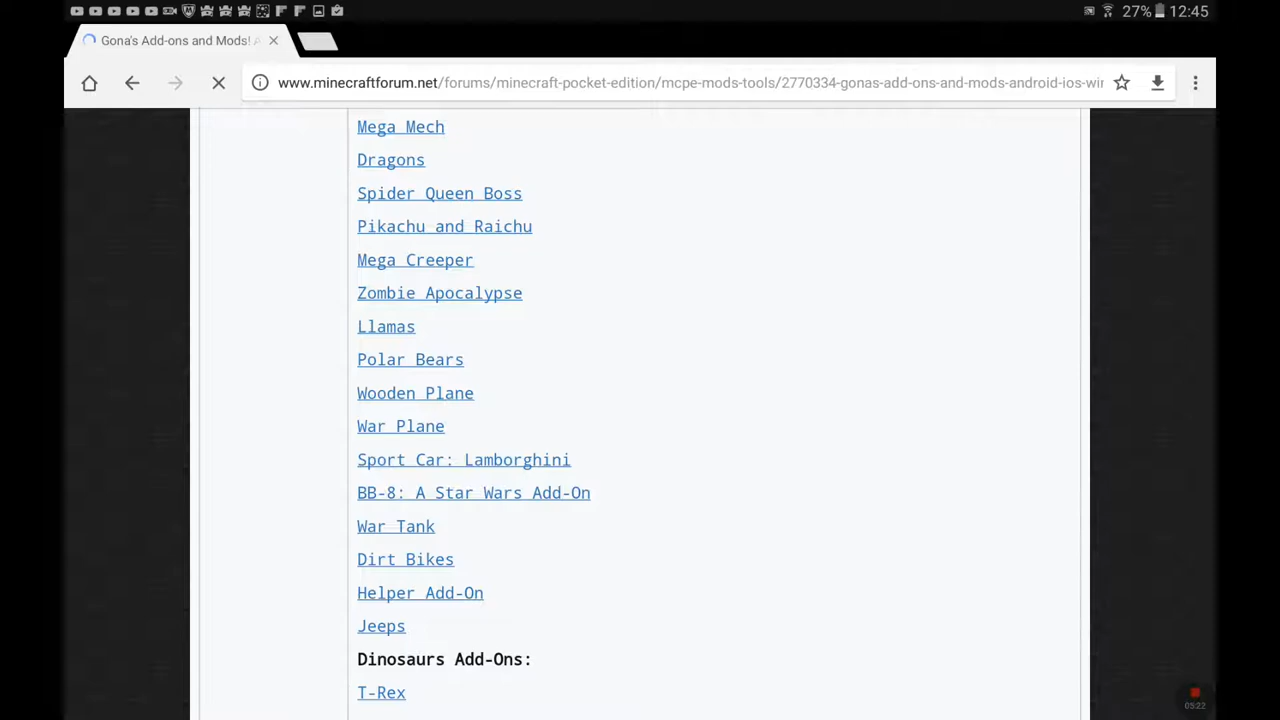 27% 12:45
Gona's Add-ons and Mods! A
www.minecraftforum.net/forums/minecraft-pocket-edition/mcpe-mods-tools/2770334-gonas-add-ons-and-mods-android-ios-wir
Mega Mech
Dragons
Spider Queen Boss
Pikachu and Raichu
Mega Creeper
Zombie Apocalypse
Llamas
Polar Bears
Wooden Plane
War Plane
Sport Car: Lamborghini
BB-8: A Star Wars Add-On
War Tank
Dirt Bikes
Helper Add-On
Jeeps
Dinosaurs Add-Ons:
T-Rex
05:22